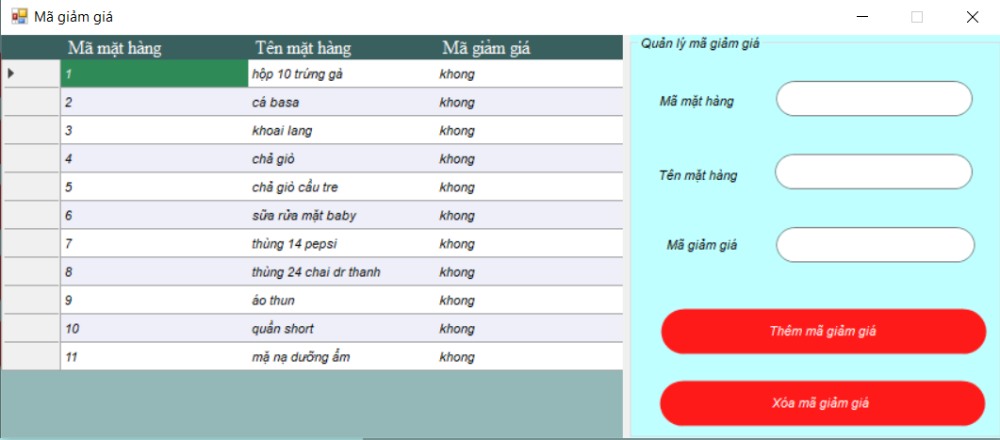 Mã giảm giá
Mã mặt hàng Tên mặt hàng Mã giảm giá
1 hộp 10 trứng gà khong
2 cá basa khong
3 khoai lang khong
4 chả giò khong
5 chả giò cầu tre khong
6 sữa rửa mặt baby khong
7 thùng 14 pepsi khong
8 thùng 24 chai dr thanh khong
9 áo thun khong
10 quần short khong
11 mặ nạ dưỡng ẩm khong
Quản lý mã giảm giá
Mã mặt hàng
Tên mặt hàng
Mã giảm giá
Thêm mã giảm giá
Xóa mã giảm giá